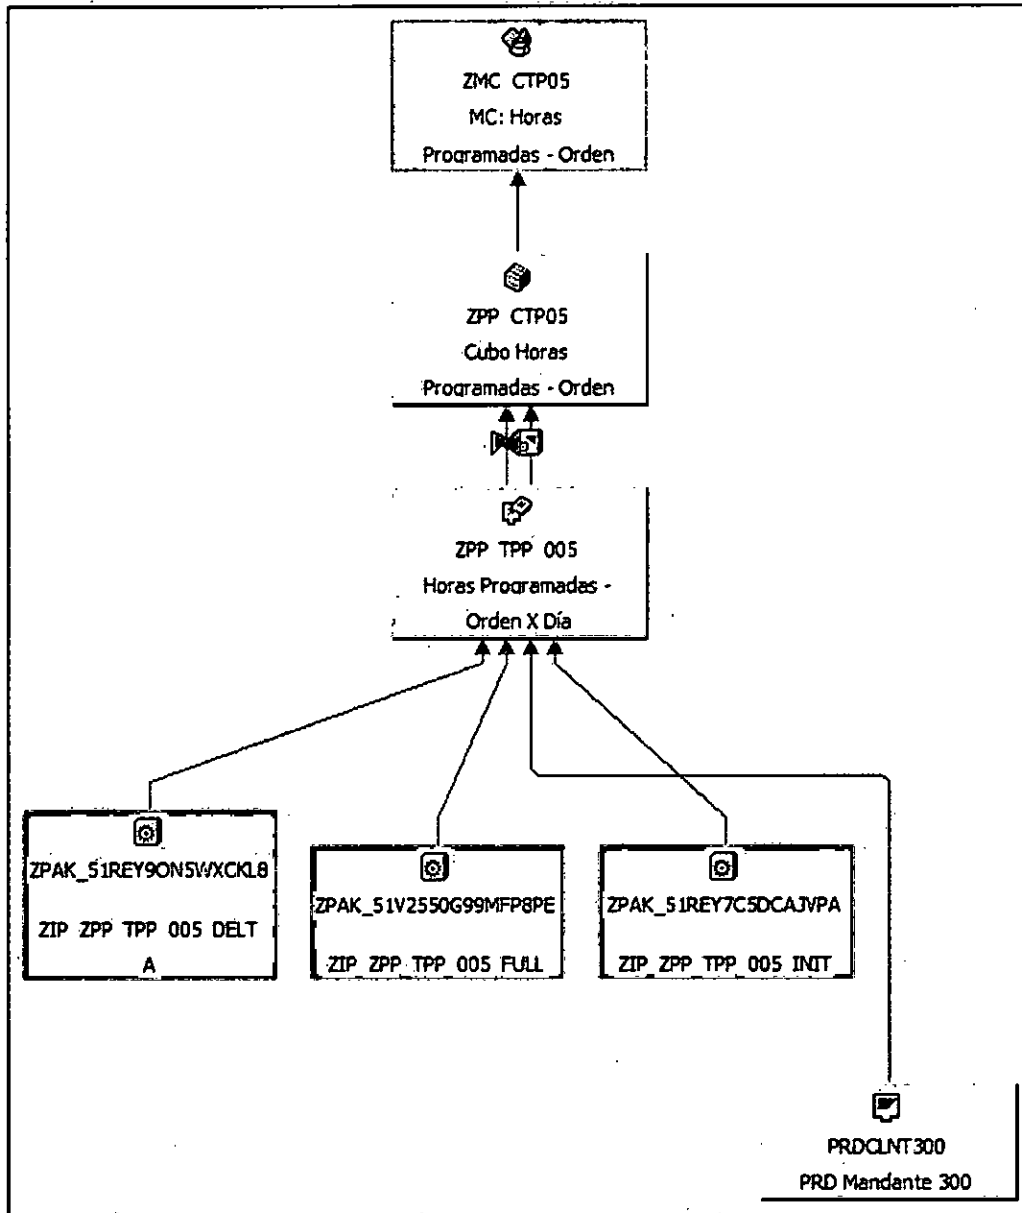 ZMC CTP05
MC: Horas
Programadas - Orden
ZPP CTP05
Cubo Horas
Programadas - Orden
ZPP TPP 005
Horas Programadas -
Orden X Día
ZPAK_51REY9ON5WXCKL8
ZIP ZPP TPP 005 DELT
A
ZPAK_51V2550G99MFP8PE
ZIP ZPP TPP 005 FULL
ZPAK_51REY7C5DCAJVPA
ZIP ZPP TPP 005 INIT
PRDCLNT300
PRD Mandante 300